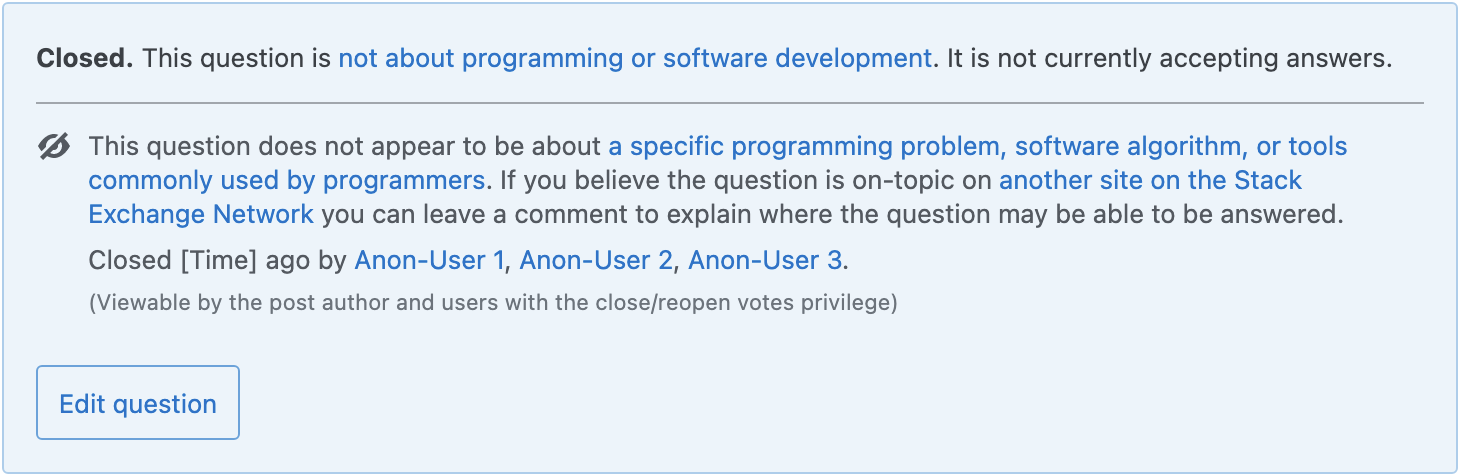 Closed. This question is not about programming or software development. It is not currently accepting answers.
This question does not appear to be about a specific programming problem, software algorithm, or tools
commonly used by programmers. If you believe the question is on-topic on another site on the Stack
Exchange Network you can leave a comment to explain where the question may be able to be answered.
Closed [Time] ago by Anon-User 1, Anon-User 2, Anon-User 3.
(Viewable by the post author and users with the close/reopen votes privilege)
Edit question